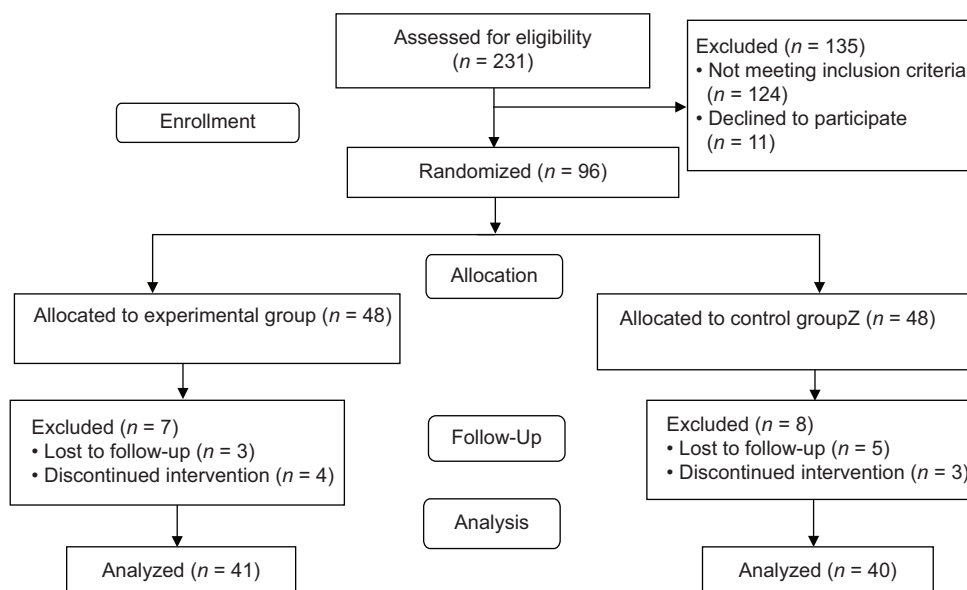 Assessed for eligibility
(n = 231)
Excluded (n = 135)
• Not meeting inclusion criteria
(n = 124)
• Declined to participate
(n = 11)
Enrollment
Randomized (n = 96)
Allocation
Allocated to experimental group (n = 48)
Allocated to control groupZ (n = 48)
Excluded (n = 7)
• Lost to follow-up (n = 3)
• Discontinued intervention (n = 4)
Follow-Up
Excluded (n = 8)
• Lost to follow-up (n = 5)
• Discontinued intervention (n = 3)
Analysis
Analyzed (n = 41)
Analyzed (n = 40)